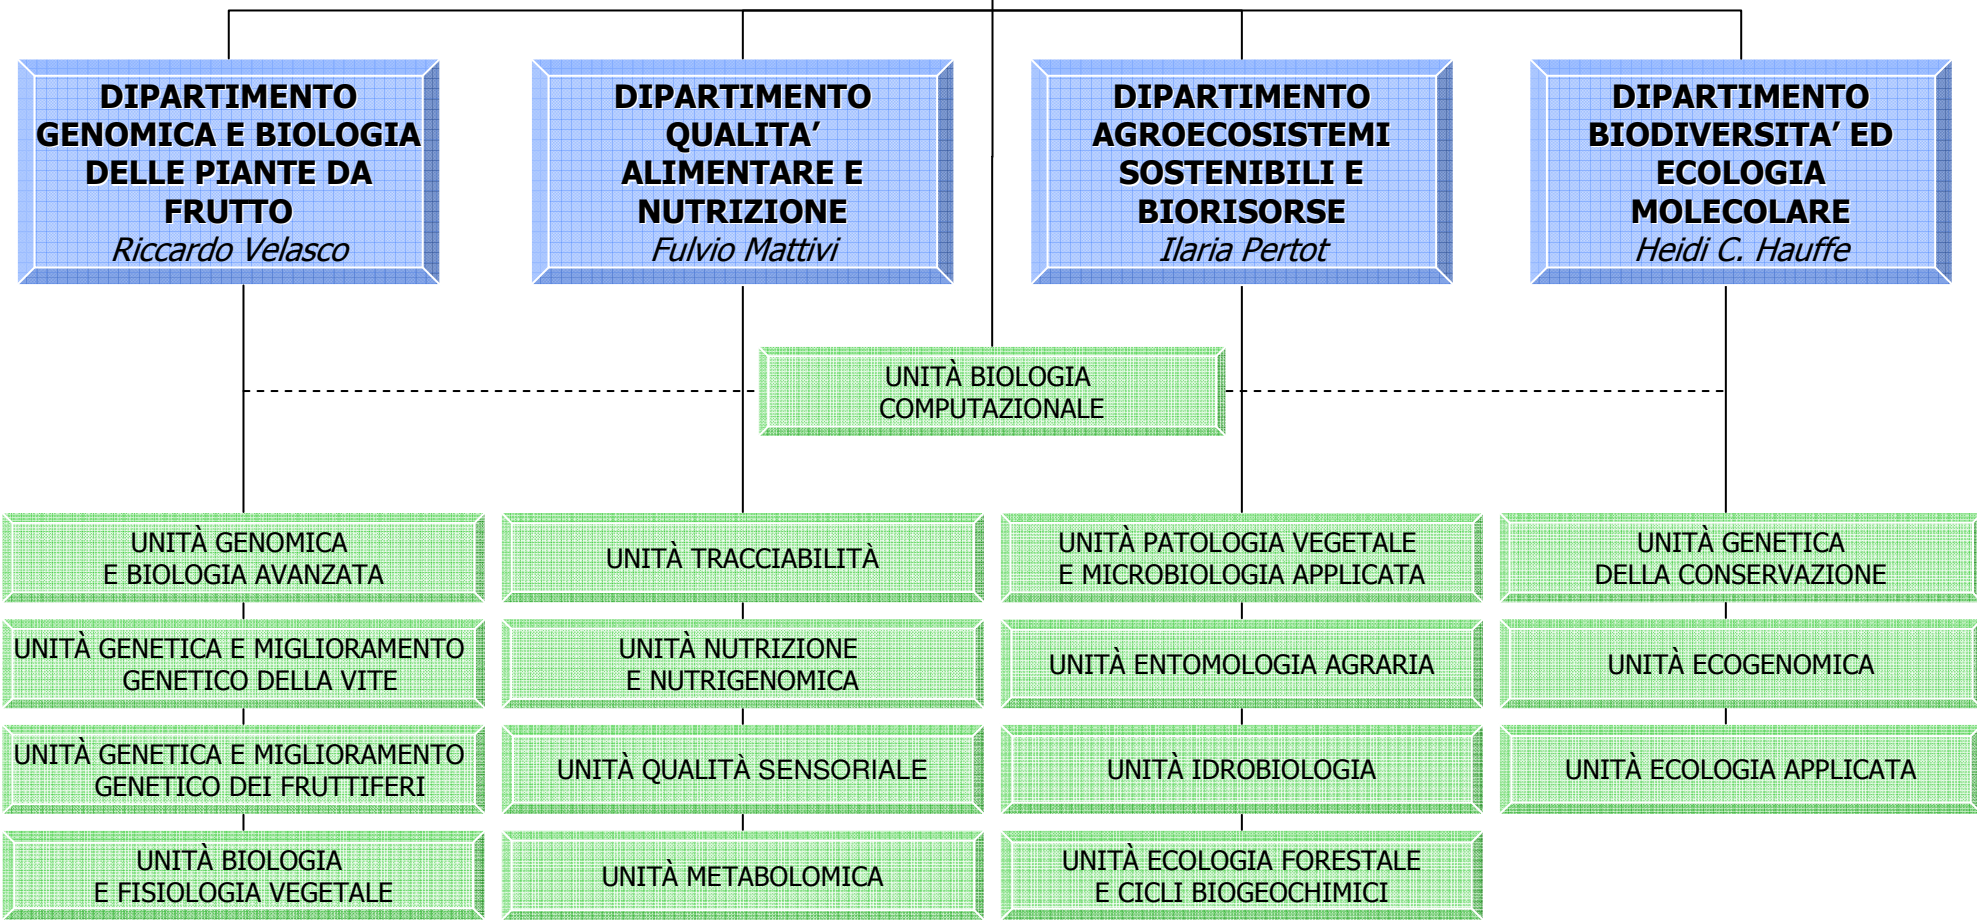 DIPARTIMENTO
GENOMICA E BIOLOGIA
DELLE PIANTE DA
FRUTTO
Riccardo Velasco
DIPARTIMENTO
QUALITA’
ALIMENTARE E
NUTRIZIONE
Fulvio Mattivi
DIPARTIMENTO
AGROECOSISTEMI
SOSTENIBILI E
BIORISORSE
Ilaria Pertot
DIPARTIMENTO
BIODIVERSITA’ ED
ECOLOGIA
MOLECOLARE
Heidi C. Hauffe
UNITÀ BIOLOGIA
COMPUTAZIONALE
UNITÀ GENOMICA
E BIOLOGIA AVANZATA
UNITÀ GENETICA E MIGLIORAMENTO
GENETICO DELLA VITE
UNITÀ GENETICA E MIGLIORAMENTO
GENETICO DEI FRUTTIFERI
UNITÀ BIOLOGIA
E FISIOLOGIA VEGETALE
UNITÀ TRACCIABILITÀ
UNITÀ NUTRIZIONE
E NUTRIGENOMICA
UNITÀ QUALITÀ SENSORIALE
UNITÀ METABOLOMICA
UNITÀ PATOLOGIA VEGETALE
E MICROBIOLOGIA APPLICATA
UNITÀ ENTOMOLOGIA AGRARIA
UNITÀ IDROBIOLOGIA
UNITÀ ECOLOGIA FORESTALE
E CICLI BIOGEOCHIMICI
UNITÀ GENETICA
DELLA CONSERVAZIONE
UNITÀ ECOGENOMICA
UNITÀ ECOLOGIA APPLICATA